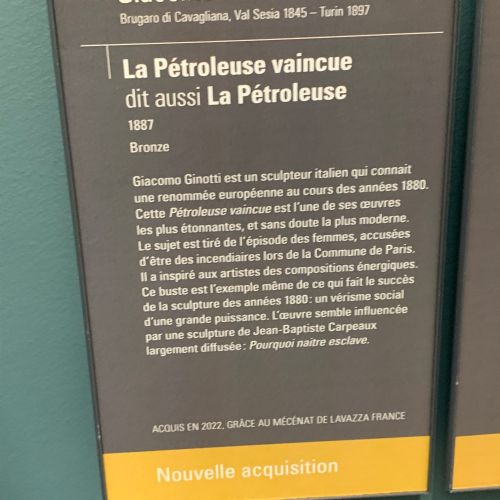 Brugaro di Cavagliana, Val Sesia 1845 – Turin 1897
La Pétroleuse vaincue
dit aussi La Pétroleuse
1887
Bronze
Giacomo Ginotti est un sculpteur italien qui connait
une renommée européenne au cours des années 1880.
Cette Pétroleuse vaincue est l'une de ses œuvres
les plus étonnantes, et sans doute la plus moderne.
Le sujet est tiré de l'épisode des femmes, accusées
d'être des incendiaires lors de la Commune de Paris.
Il a inspiré aux artistes des compositions énergiques.
Ce buste est l'exemple même de ce qui fait le succès
de la sculpture des années 1880 : un vérisme social
d'une grande puissance. L'œuvre semble influencée
par une sculpture de Jean-Baptiste Carpeaux
largement diffusée : Pourquoi naitre esclave.
ACQUIS EN 2022, GRÂCE AU MÉCÉNAT DE LAVAZZA FRANCE
Nouvelle acquisition